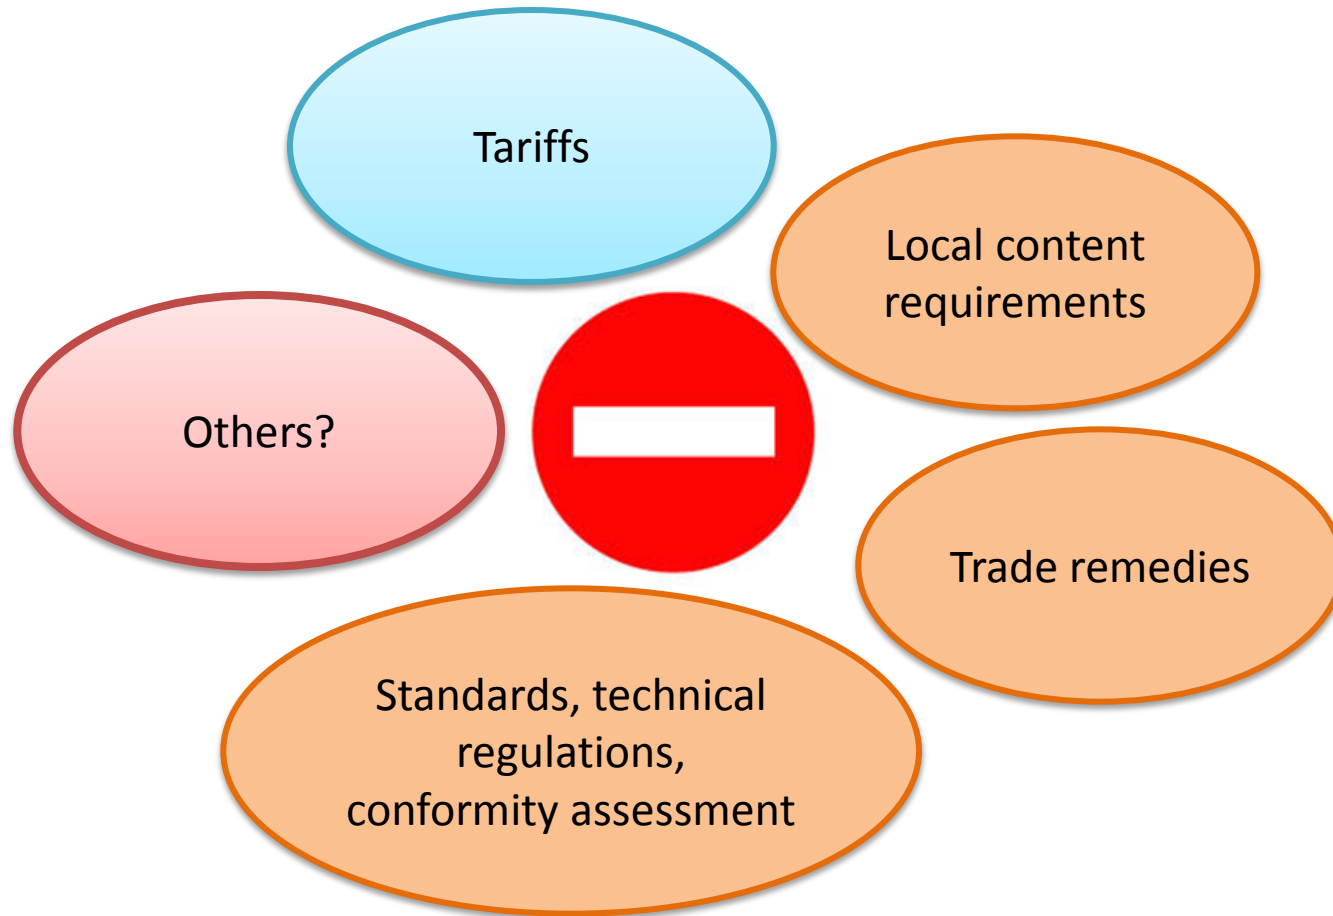 Tariffs
Local content
requirements
Others?
Trade remedies
Standards, technical
regulations,
conformity assessment